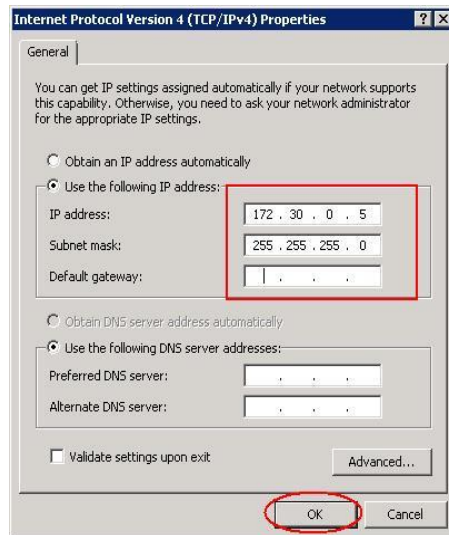 Internet Protocol Version 4 (TCP/IPv4) Properties
General
You can get IP settings assigned automatically if your network supports
this capability. Otherwise, you need to ask your network administrator
for the appropriate IP settings.
Obtain an IP address automatically
Use the following IP address:
IP address: 172 . 30 . 0 . 5
Subnet mask: 255 . 255 . 255 . 0
Default gateway: . . .
Obtain DNS server address automatically
Use the following DNS server addresses:
Preferred DNS server: . . .
Alternate DNS server: . . .
Validate settings upon exit
Advanced...
OK Cancel